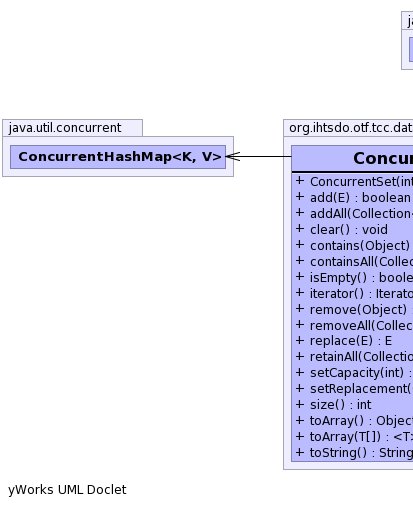 java.util.concurrent
ConcurrentHashMap<K, V>
org.ihtsdo.otf.tcc.dat
+ ConcurrentSet(int
+ add(E) : boolean
+ addAll(Collection
+ clear() : void
+ contains(Object)
+ containsAll(Collec
+ isEmpty() : boole
+ iterator() : Iterato
+ remove(Object) :
+ removeAll(Collec
+ replace(E) : E
+ retainAll(Collectio
+ setCapacity(int) :
+ setReplacement(
+ size() : int
+ toArray() : Object
+ toArray(T[]) : <T>
+ toString() : String
yWorks UML Doclet